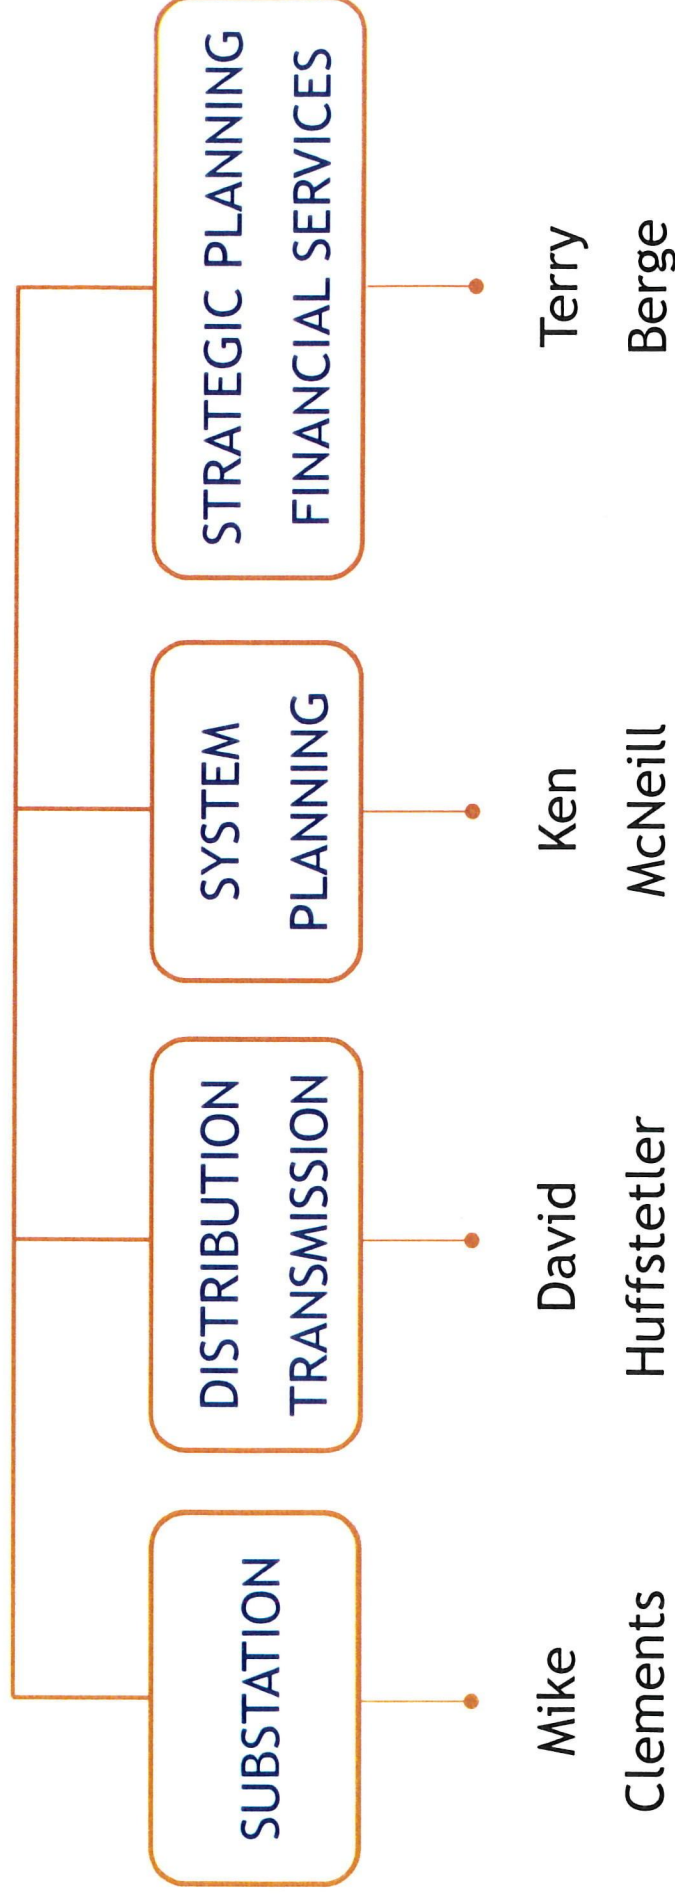 SUBSTATION
Mike
Clements
DISTRIBUTION
TRANSMISSION
David
Huffstetler
SYSTEM
PLANNING
Ken
McNeill
STRATEGIC PLANNING
FINANCIAL SERVICES
Terry
Berge